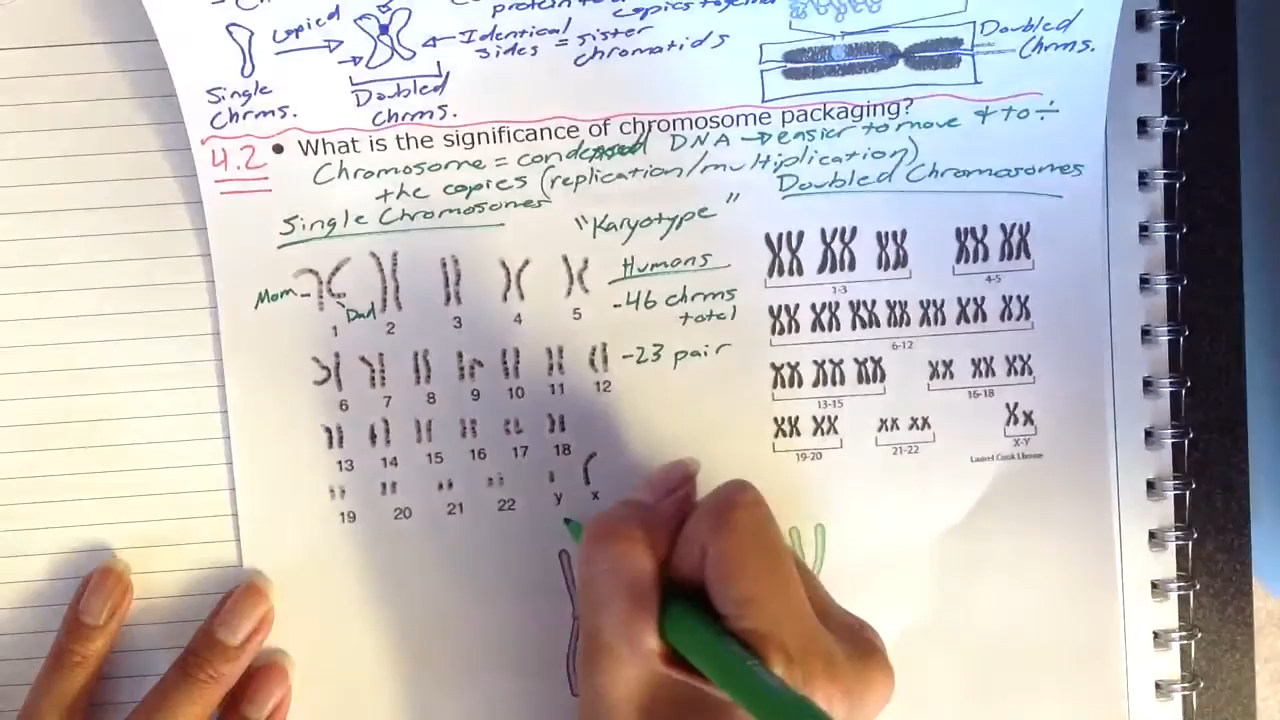 copied
Identical
sides = sister
chromatids
Doubled
Chrms.
Single
Chrms.
Doubled
chrms.
4.2 • What is the significance of chromosome packaging?
Chromosome = condensed DNA → easier to move & to ÷
the copies (replication/multiplication)
Single Chromosomes
"Karyotype"
Doubled Chromosomes
Mom
Dad
1 2 3 4 5
6 7 8 9 10 11 12
13 14 15 16 17 18
19 20 21 22 y x
Humans
-46 chrms
total
-23 pair
1-3 4-5
6-12
13-15 16-18
19-20 21-22 X-Y